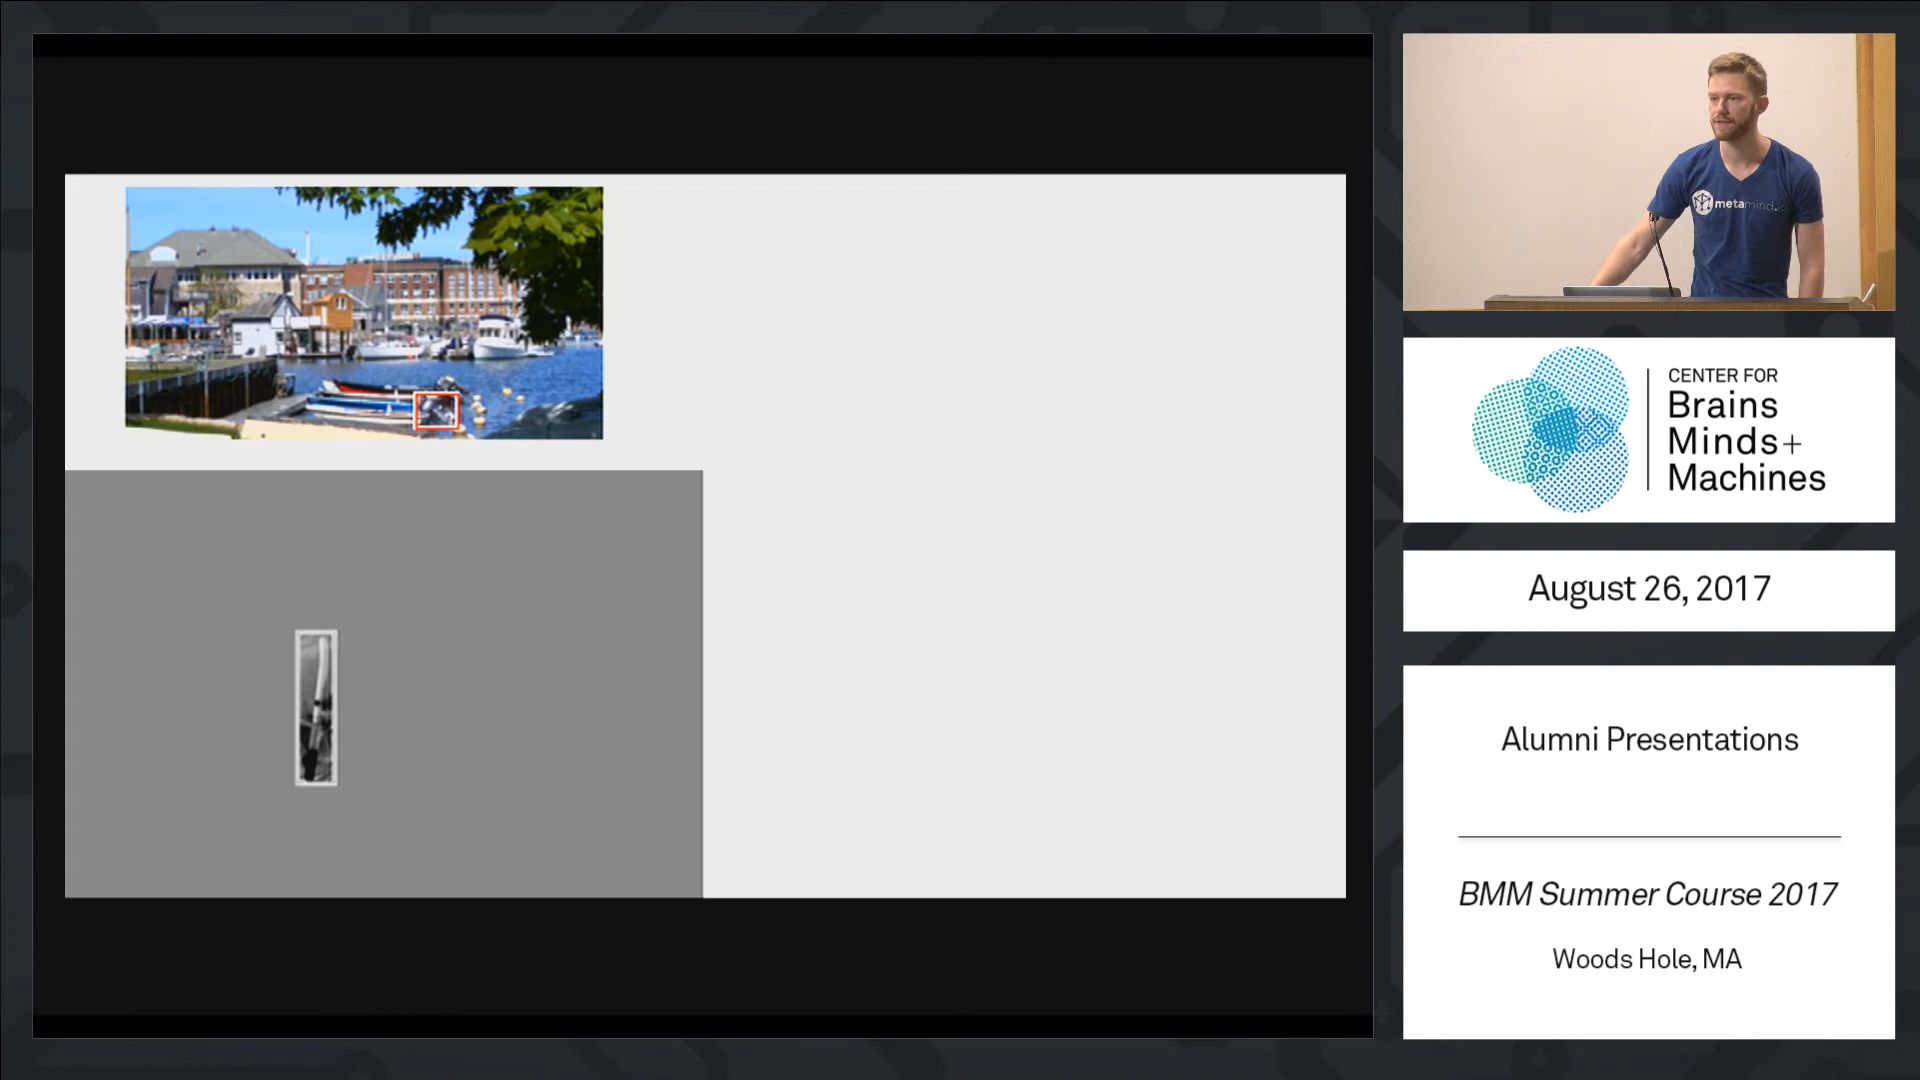 metamind.io
CENTER FOR
Brains
Minds+
Machines
August 26, 2017
Alumni Presentations
BMM Summer Course 2017
Woods Hole, MA